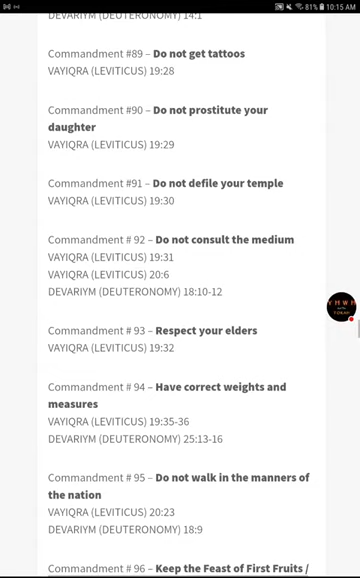 81% 10:15 AM
DEVARIYM (DEUTERONOMY) 14:1
Commandment #89 – Do not get tattoos
VAYIQRA (LEVITICUS) 19:28
Commandment #90 – Do not prostitute your
daughter
VAYIQRA (LEVITICUS) 19:29
Commandment #91 – Do not defile your temple
VAYIQRA (LEVITICUS) 19:30
Commandment # 92 – Do not consult the medium
VAYIQRA (LEVITICUS) 19:31
VAYIQRA (LEVITICUS) 20:6
DEVARIYM (DEUTERONOMY) 18:10-12
Commandment # 93 – Respect your elders
VAYIQRA (LEVITICUS) 19:32
Commandment # 94 – Have correct weights and
measures
VAYIQRA (LEVITICUS) 19:35-36
DEVARIYM (DEUTERONOMY) 25:13-16
Commandment # 95 – Do not walk in the manners of
the nation
VAYIQRA (LEVITICUS) 20:23
DEVARIYM (DEUTERONOMY) 18:9
Commandment # 96 – Keep the Feast of First Fruits /
YHWH
TORAH